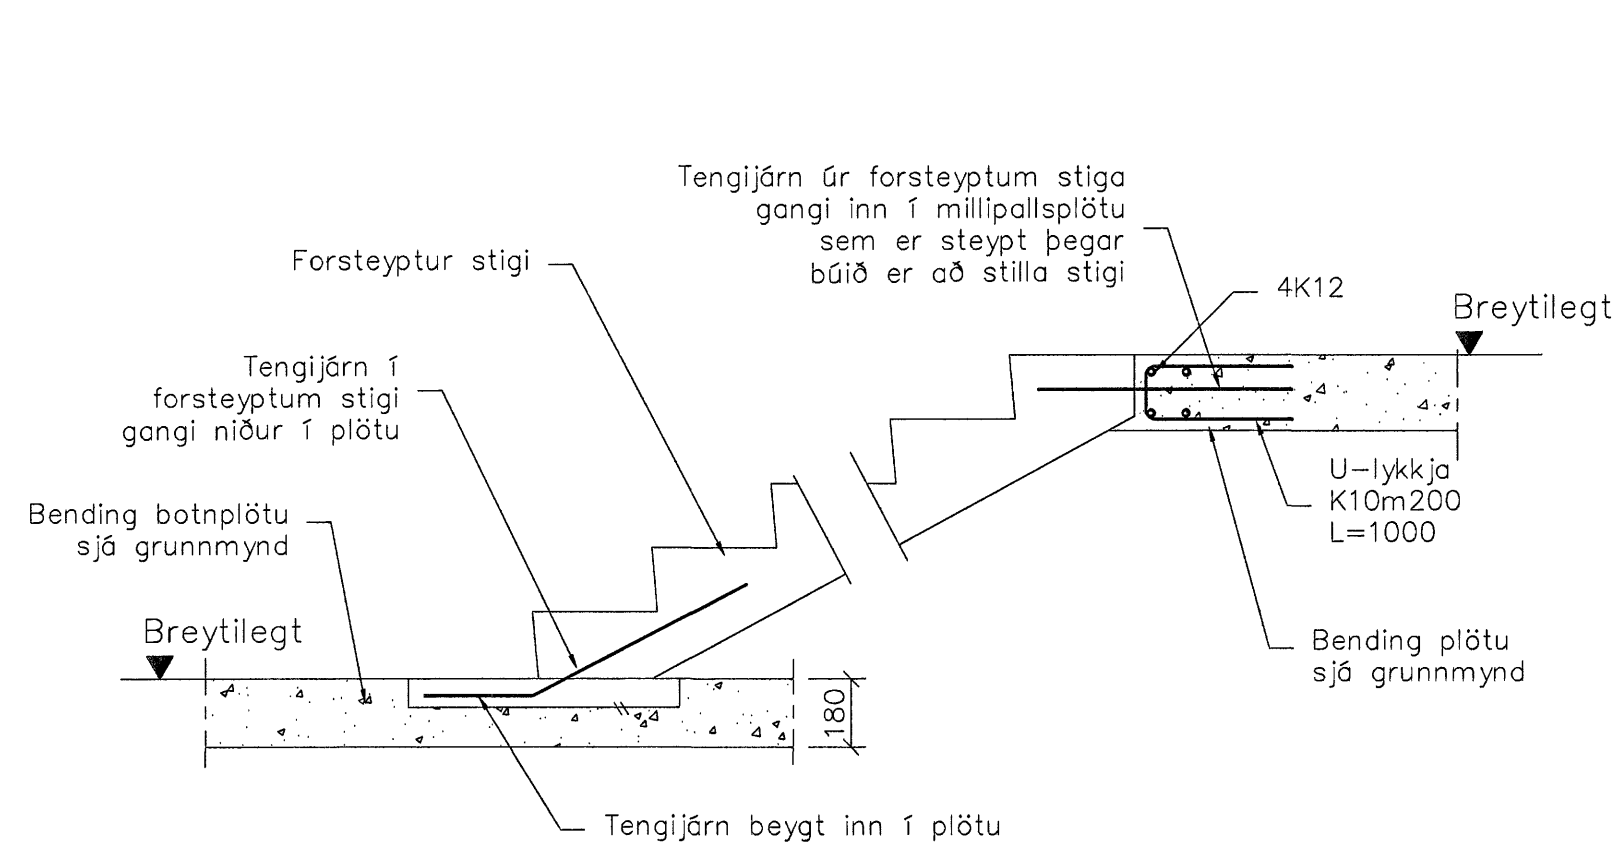 Tengijárn úr forsteyptum stiga
gangi inn í millipallsplötu
sem er steypt þegar
búið er að stilla stigi
Forsteyptur stigi
4K12
Breytilegt
Tengijárn í
forsteyptum stigi
gangi niður í plötu
U-lykkja
K10m200
L=1000
Bending botnplötu
sjá grunnmynd
Breytilegt
Bending plötu
sjá grunnmynd
180
Tengijárn beygt inn í plötu